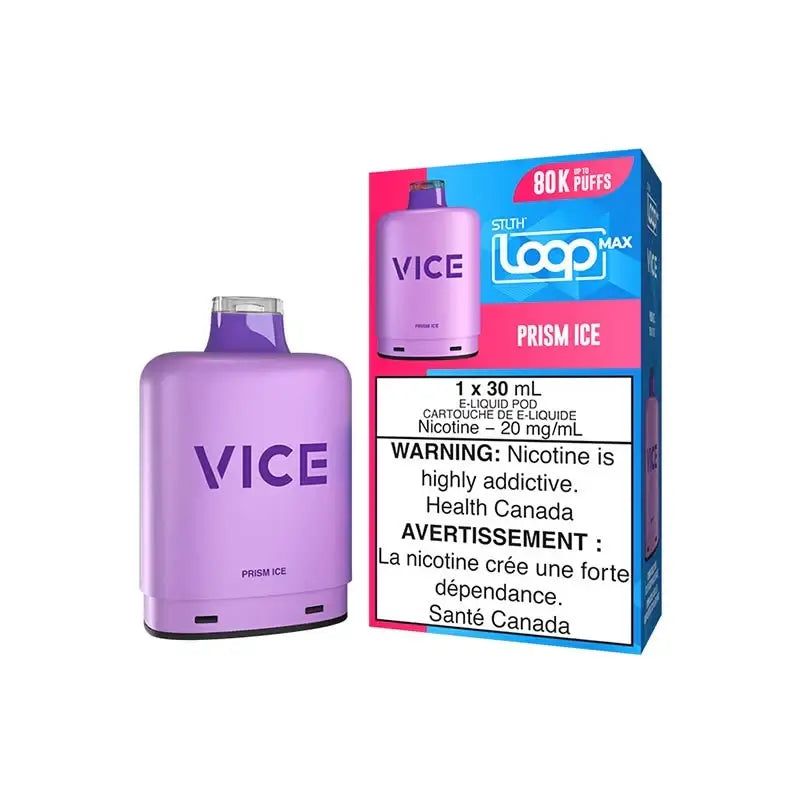 VICE
PRISM ICE
80K UP TO PUFFS
STLTH
Loop MAX
VICE
PRISM ICE
PRISM ICE
1 x 30 mL
E-LIQUID POD
CARTOUCHE DE E-LIQUIDE
Nicotine – 20 mg/mL
WARNING: Nicotine is
highly addictive.
Health Canada
AVERTISSEMENT :
La nicotine crée une forte
dépendance.
Santé Canada
VICE
VICE